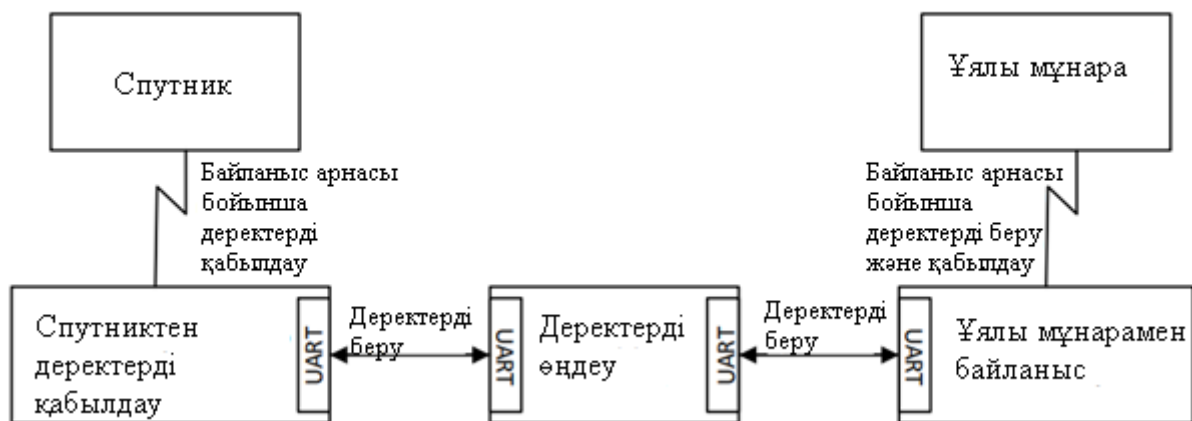 Спутник
Ұялы мұнара
Байланыс арнасы
бойынша
деректерді
қабылдау
Байланыс арнасы
бойынша
деректерді беру
және қабылдау
Спутниктен
деректерді
қабылдау
UART
Деректерді
беру
UART
Деректерді
өңдеу
UART
Деректерді
беру
UART
Ұялы мұнарамен
байланыс